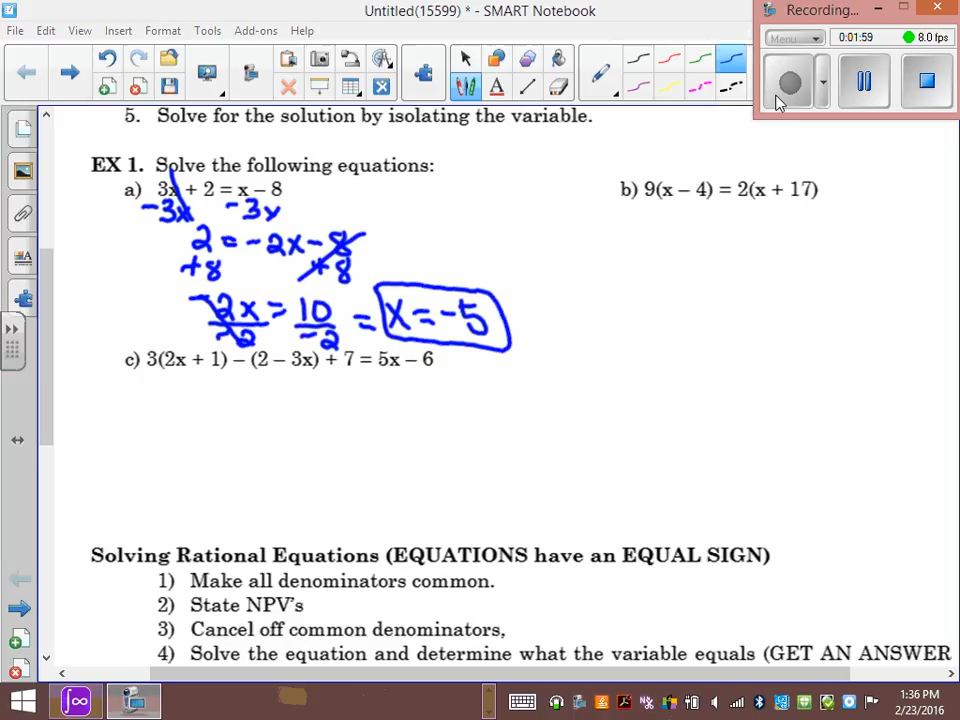 Untitled(15599) * - SMART Notebook
Recording...
File Edit View Insert Format Tools Add-ons Help
Menu
0:01:59
8.0 fps
5. Solve for the solution by isolating the variable.
EX 1. Solve the following equations:
a) 3x + 2 = x – 8
b) 9(x – 4) = 2(x + 17)
-3x -3x
2 = -2x - 8
+8 +8
-2x = 10 = x = -5
-2 -2
c) 3(2x + 1) – (2 – 3x) + 7 = 5x – 6
Solving Rational Equations (EQUATIONS have an EQUAL SIGN)
1) Make all denominators common.
2) State NPV's
3) Cancel off common denominators,
4) Solve the equation and determine what the variable equals (GET AN ANSWER
1:36 PM
2/23/2016